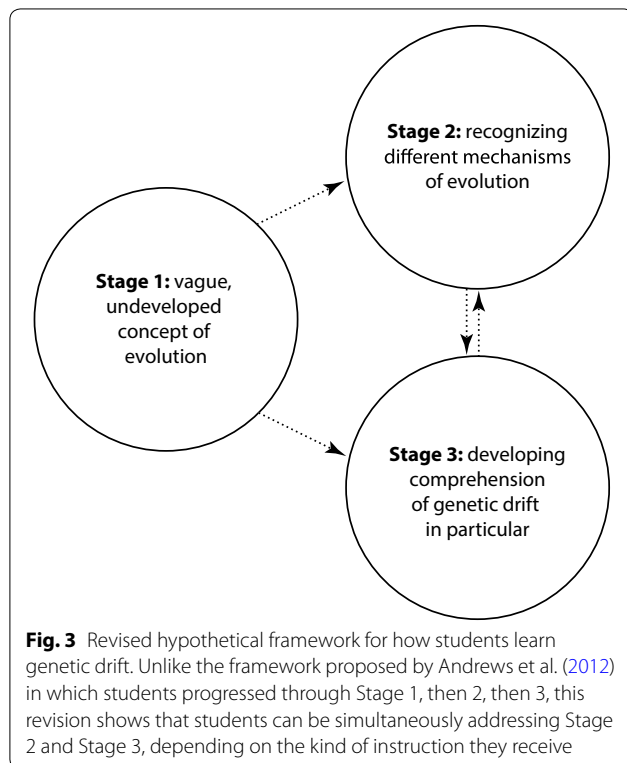 Stage 2: recognizing
different mechanisms
of evolution
Stage 1: vague,
undeveloped
concept of
evolution
Stage 3: developing
comprehension
of genetic drift
in particular
Fig. 3 Revised hypothetical framework for how students learn
genetic drift. Unlike the framework proposed by Andrews et al. (2012)
in which students progressed through Stage 1, then 2, then 3, this
revision shows that students can be simultaneously addressing Stage
2 and Stage 3, depending on the kind of instruction they receive